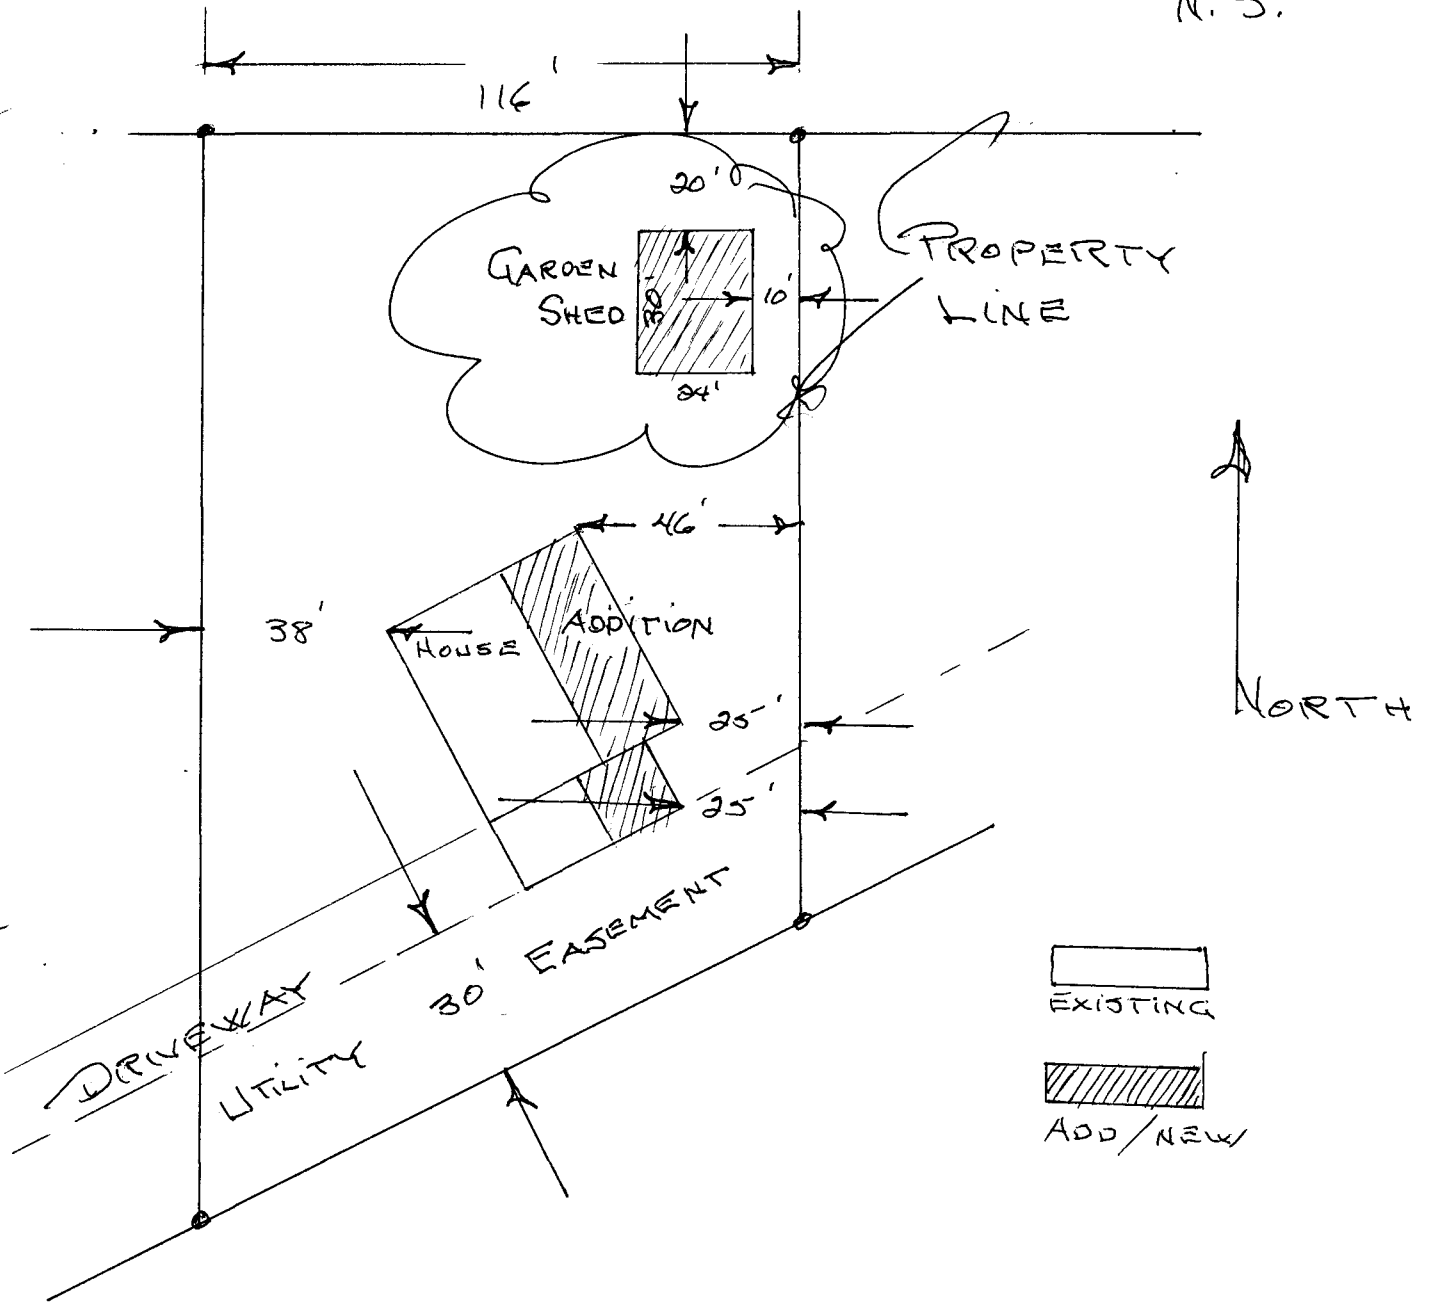 N. S.
116'
20'
GARDEN
SHED
30'
10'
24'
PROPERTY
LINE
46'
38'
HOUSE
ADDITION
25'
25'
NORTH
30' EASEMENT
DRIVEWAY
UTILITY
EXISTING
ADD/NEW